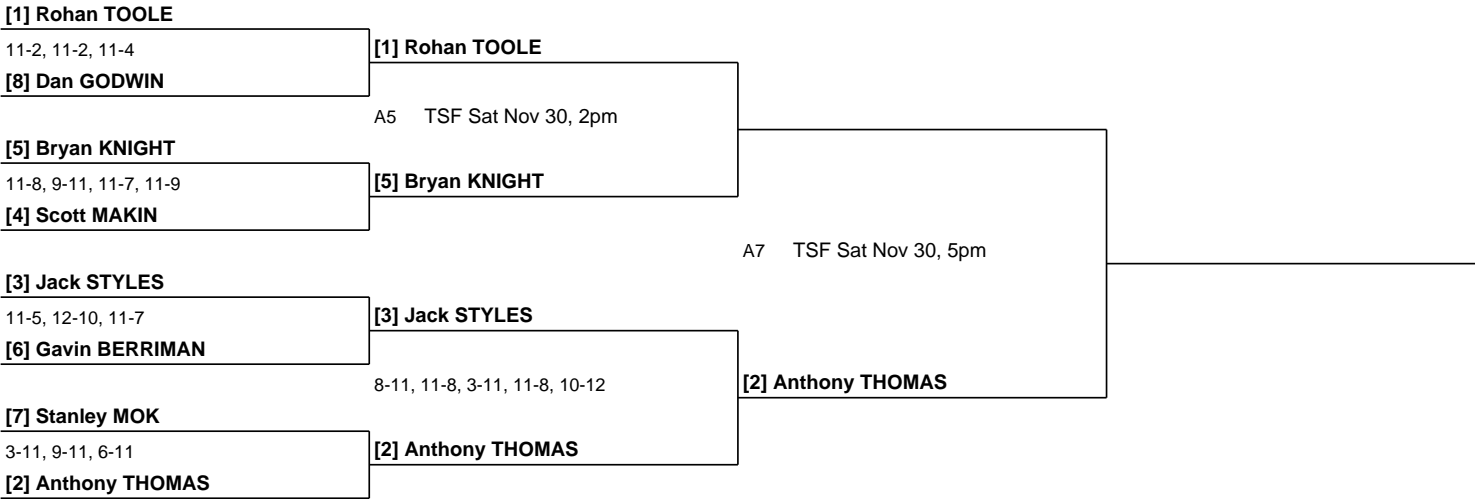 [1] Rohan TOOLE
11-2, 11-2, 11-4
[8] Dan GODWIN
[1] Rohan TOOLE
A5 TSF Sat Nov 30, 2pm
[5] Bryan KNIGHT
11-8, 9-11, 11-7, 11-9
[4] Scott MAKIN
[5] Bryan KNIGHT
A7 TSF Sat Nov 30, 5pm
[3] Jack STYLES
11-5, 12-10, 11-7
[6] Gavin BERRIMAN
[3] Jack STYLES
8-11, 11-8, 3-11, 11-8, 10-12
[2] Anthony THOMAS
[7] Stanley MOK
3-11, 9-11, 6-11
[2] Anthony THOMAS
[2] Anthony THOMAS